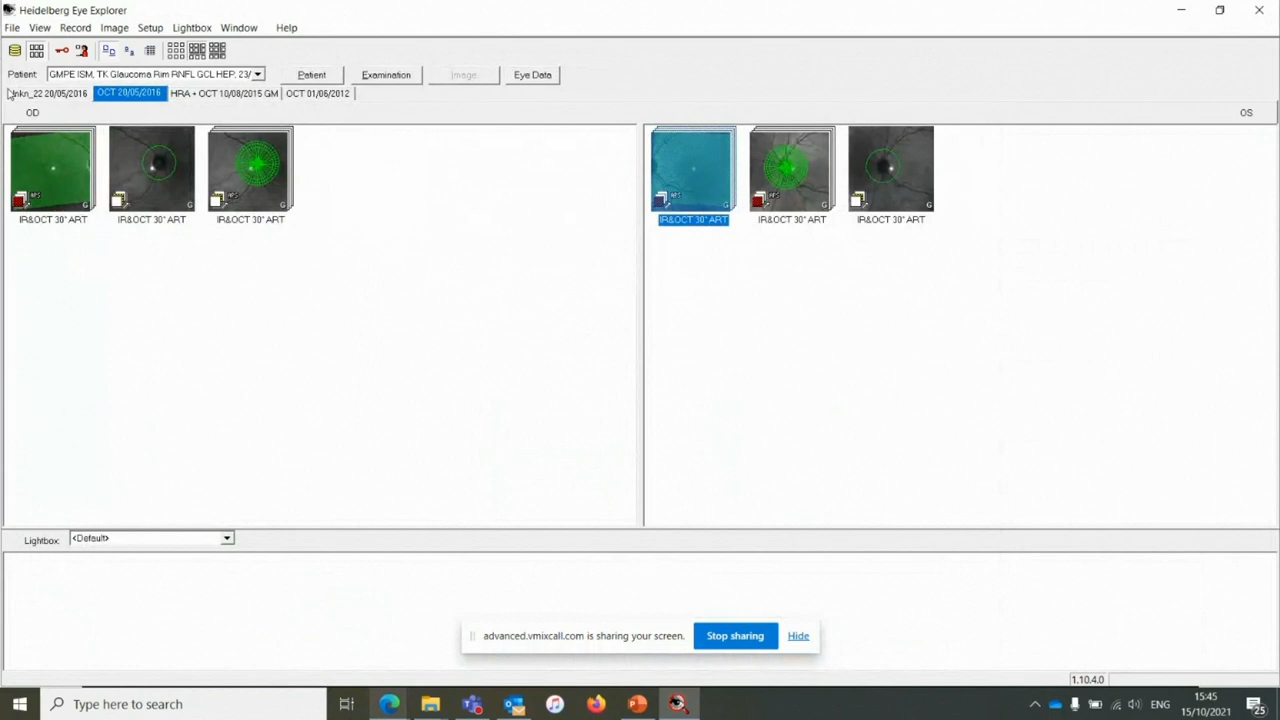 Heidelberg Eye Explorer
File View Record Image Setup Lightbox Window Help
Patient GMPE ISM, TK Glaucoma Rim RNFL GCL HEP, 23/ Patient Examination Image Eye Data
20/05/2016 OCT 20/05/2016 HRA + OCT 10/08/2015 GM OCT 01/06/2012
OD OS
APS G G APS G APS G APS G G
IR&OCT 30° ART IR&OCT 30° ART IR&OCT 30° ART IR&OCT 30° ART IR&OCT 30° ART IR&OCT 30° ART
Lightbox: <Default>
advanced.vmixcall.com is sharing your screen. Stop sharing Hide
1.10.4.0
Type here to search
ENG
15:45
15/10/2021
25